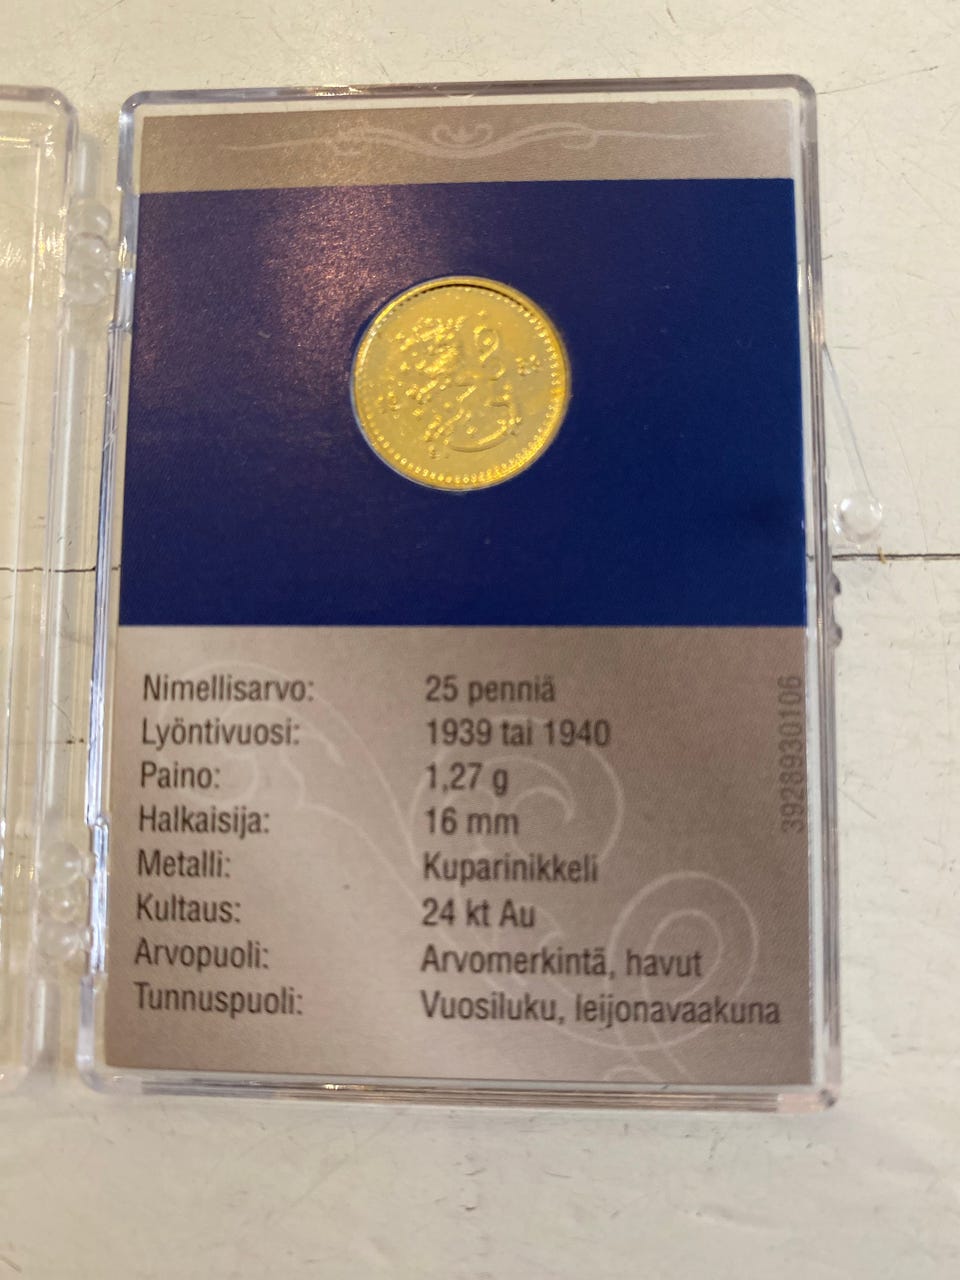 Nimellisarvo: 25 penniä
Lyöntivuosi: 1939 tai 1940
Paino: 1,27 g
Halkaisija: 16 mm
Metalli: Kuparinikkeli
Kultaus: 24 kt Au
Arvopuoli: Arvomerkintä, havut
Tunnuspuoli: Vuosiluku, leijonavaakuna
3928930106